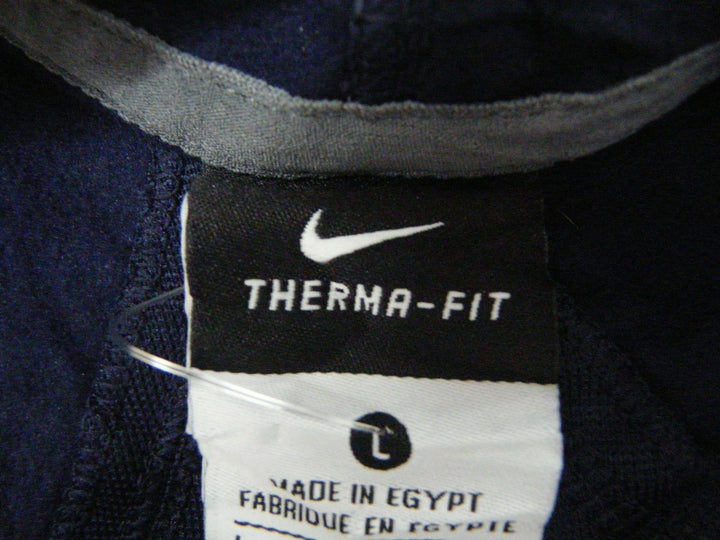 THERMA-FIT
L
MADE IN EGYPT
FABRIQUE EN EGYPTE